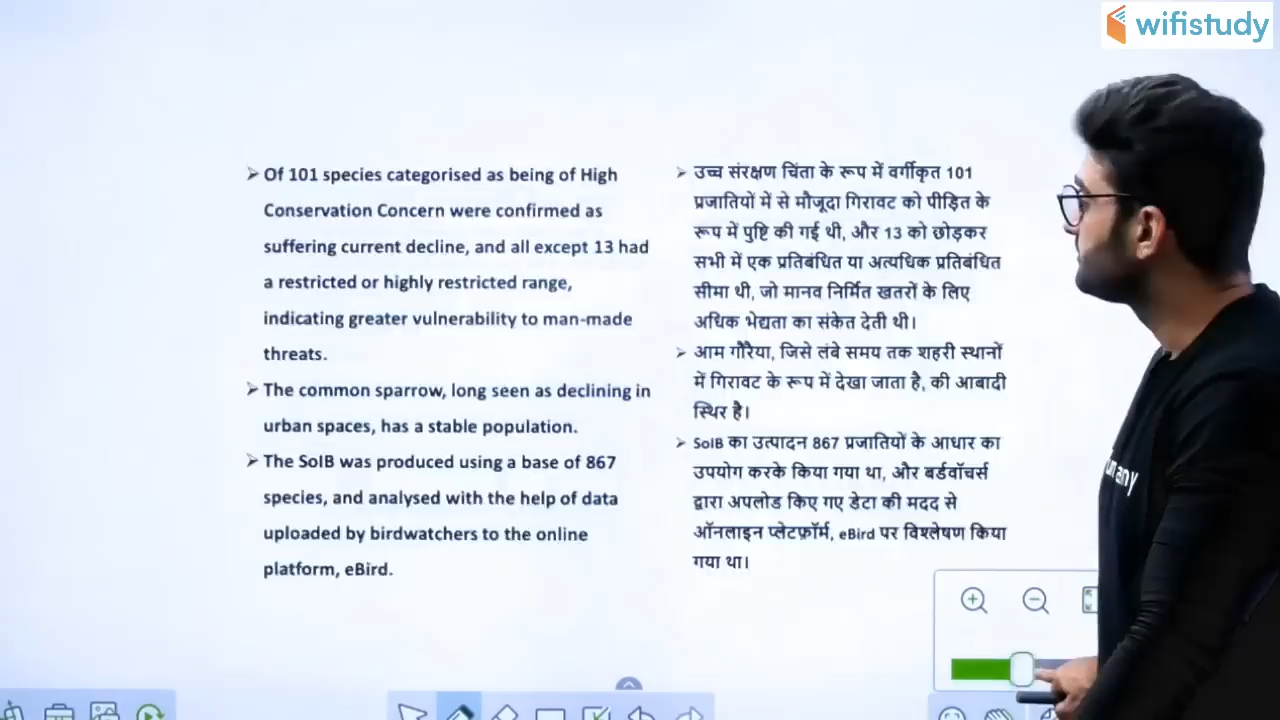 wifistudy
➢ Of 101 species categorised as being of High
Conservation Concern were confirmed as
suffering current decline, and all except 13 had
a restricted or highly restricted range,
indicating greater vulnerability to man-made
threats.
➢ The common sparrow, long seen as declining in
urban spaces, has a stable population.
➢ The SoIB was produced using a base of 867
species, and analysed with the help of data
uploaded by birdwatchers to the online
platform, eBird.
➢ उच्च संरक्षण चिंता के रूप में वर्गीकृत 101
प्रजातियों में से मौजूदा गिरावट को पीड़ित के
रूप में पुष्टि की गई थी, और 13 को छोड़कर
सभी में एक प्रतिबंधित या अत्यधिक प्रतिबंधित
सीमा थी, जो मानव निर्मित खतरों के लिए
अधिक भेद्यता का संकेत देती थी।
➢ आम गौरैया, जिसे लंबे समय तक शहरी स्थानों
में गिरावट के रूप में देखा जाता है, की आबादी
स्थिर है।
➢ SoIB का उत्पादन 867 प्रजातियों के आधार का
उपयोग करके किया गया था, और बर्डवॉचर्स
द्वारा अपलोड किए गए डेटा की मदद से
ऑनलाइन प्लेटफ़ॉर्म, eBird पर विश्लेषण किया
गया था।